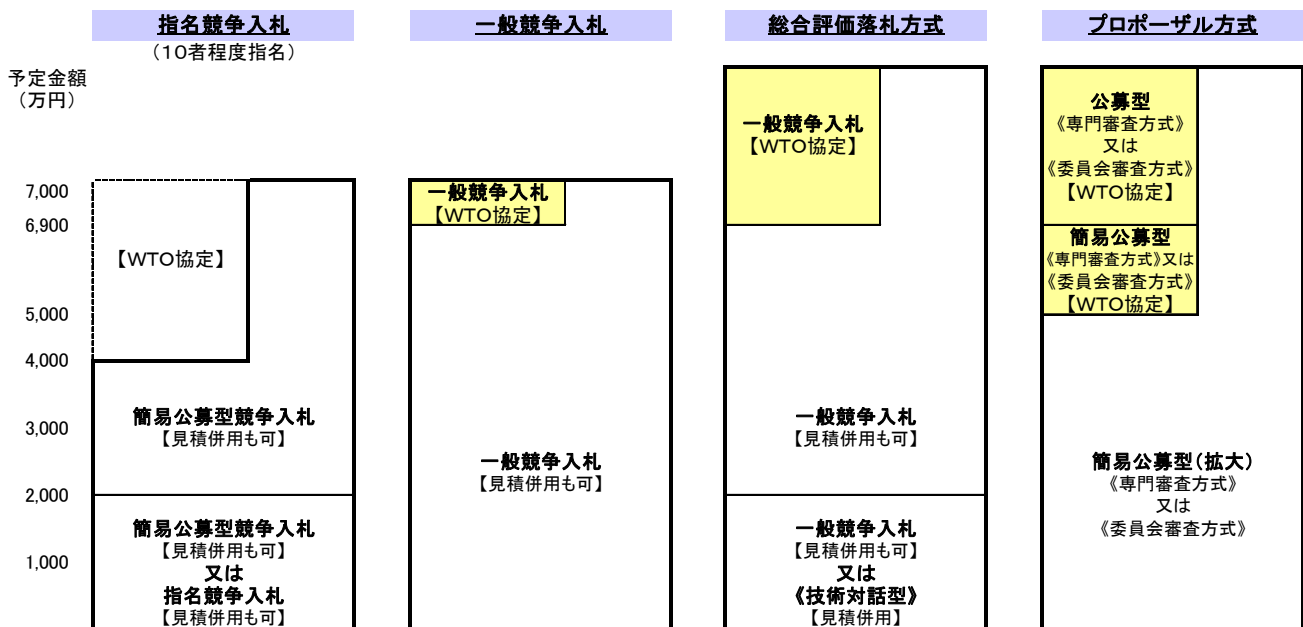 指名競争入札
（10者程度指名）
一般競争入札
総合評価落札方式
プロポーザル方式
予定金額
（万円）
7,000
6,900
5,000
4,000
3,000
2,000
1,000
【WTO協定】
簡易公募型競争入札
【見積併用も可】
簡易公募型競争入札
【見積併用も可】
又は
指名競争入札
【見積併用も可】
一般競争入札
【WTO協定】
一般競争入札
【見積併用も可】
一般競争入札
【WTO協定】
一般競争入札
【見積併用も可】
一般競争入札
【見積併用も可】
又は
《技術対話型》
【見積併用】
公募型
《専門審査方式》
又は
《委員会審査方式》
【WTO協定】
簡易公募型
《専門審査方式》又は
《委員会審査方式》
【WTO協定】
簡易公募型（拡大）
《専門審査方式》
又は
《委員会審査方式》